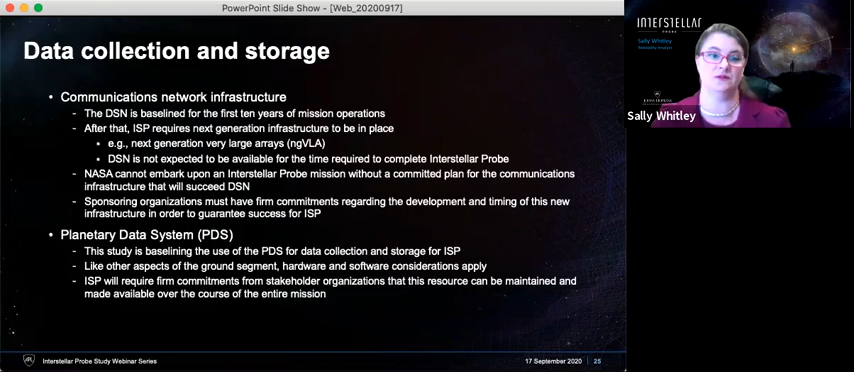 PowerPoint Slide Show - [Web_20200917]
Data collection and storage
• Communications network infrastructure
- The DSN is baselined for the first ten years of mission operations
- After that, ISP requires next generation infrastructure to be in place
• e.g., next generation very large arrays (ngVLA)
• DSN is not expected to be available for the time required to complete Interstellar Probe
- NASA cannot embark upon an Interstellar Probe mission without a committed plan for the communications
infrastructure that will succeed DSN
- Sponsoring organizations must have firm commitments regarding the development and timing of this new
infrastructure in order to guarantee success for ISP
• Planetary Data System (PDS)
- This study is baselining the use of the PDS for data collection and storage for ISP
- Like other aspects of the ground segment, hardware and software considerations apply
- ISP will require firm commitments from stakeholder organizations that this resource can be maintained and
made available over the course of the entire mission
APL
Interstellar Probe Study Webinar Series
17 September 2020
25
INTERSTELLAR
PROBE
Sally Whitley
Reliability Analyst
Sally Whitley